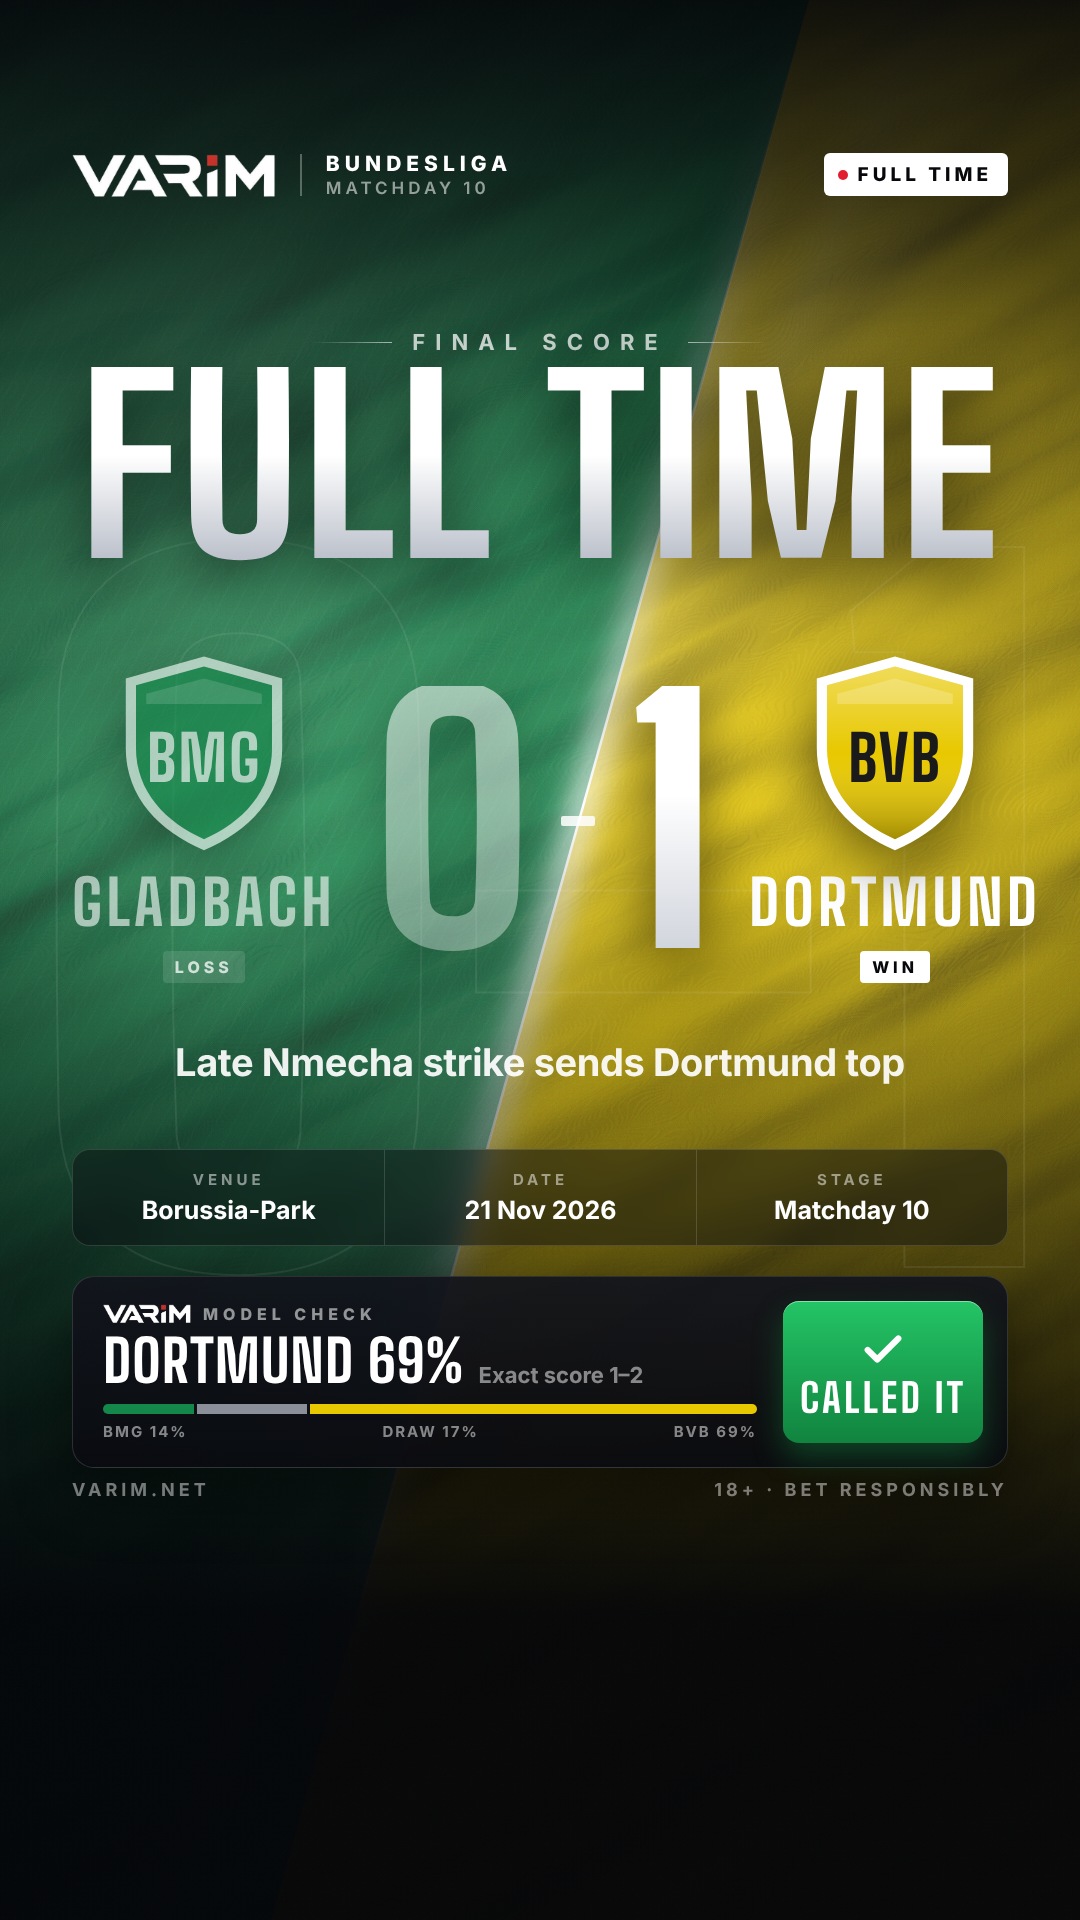 VARiM
BUNDESLIGA
MATCHDAY 10
FULL TIME
FINAL SCORE
FULL TIME
BMG
0 - 1
BVB
GLADBACH
DORTMUND
LOSS
WIN
Late Nmecha strike sends Dortmund top
VENUE
Borussia-Park
DATE
21 Nov 2026
STAGE
Matchday 10
VARiM MODEL CHECK
DORTMUND 69% Exact score 1–2
BMG 14% DRAW 17% BVB 69%
CALLED IT
VARIM.NET
18+ · BET RESPONSIBLY